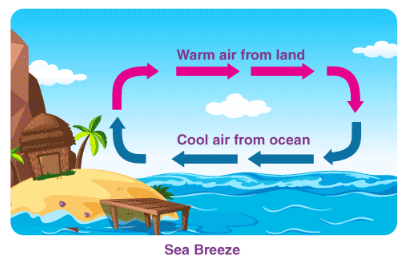 Warm air from land
Cool air from ocean
Sea Breeze